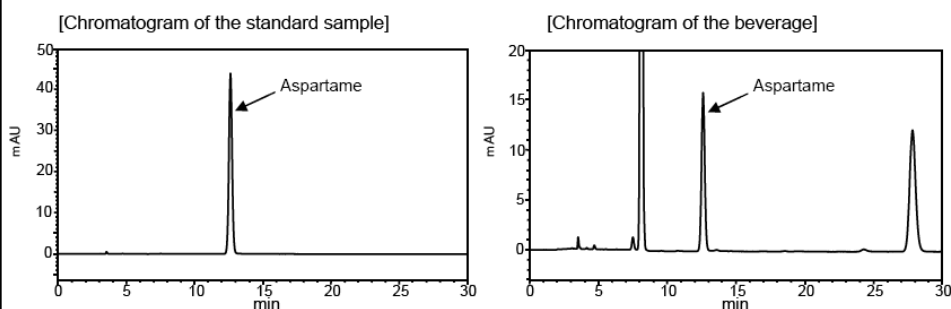 [Chromatogram of the standard sample]
50
40
30
20
10
0
mAU
Aspartame
0 5 10 15 20 25 30
min
[Chromatogram of the beverage]
20
15
10
5
0
mAU
Aspartame
0 5 10 15 20 25 30
min